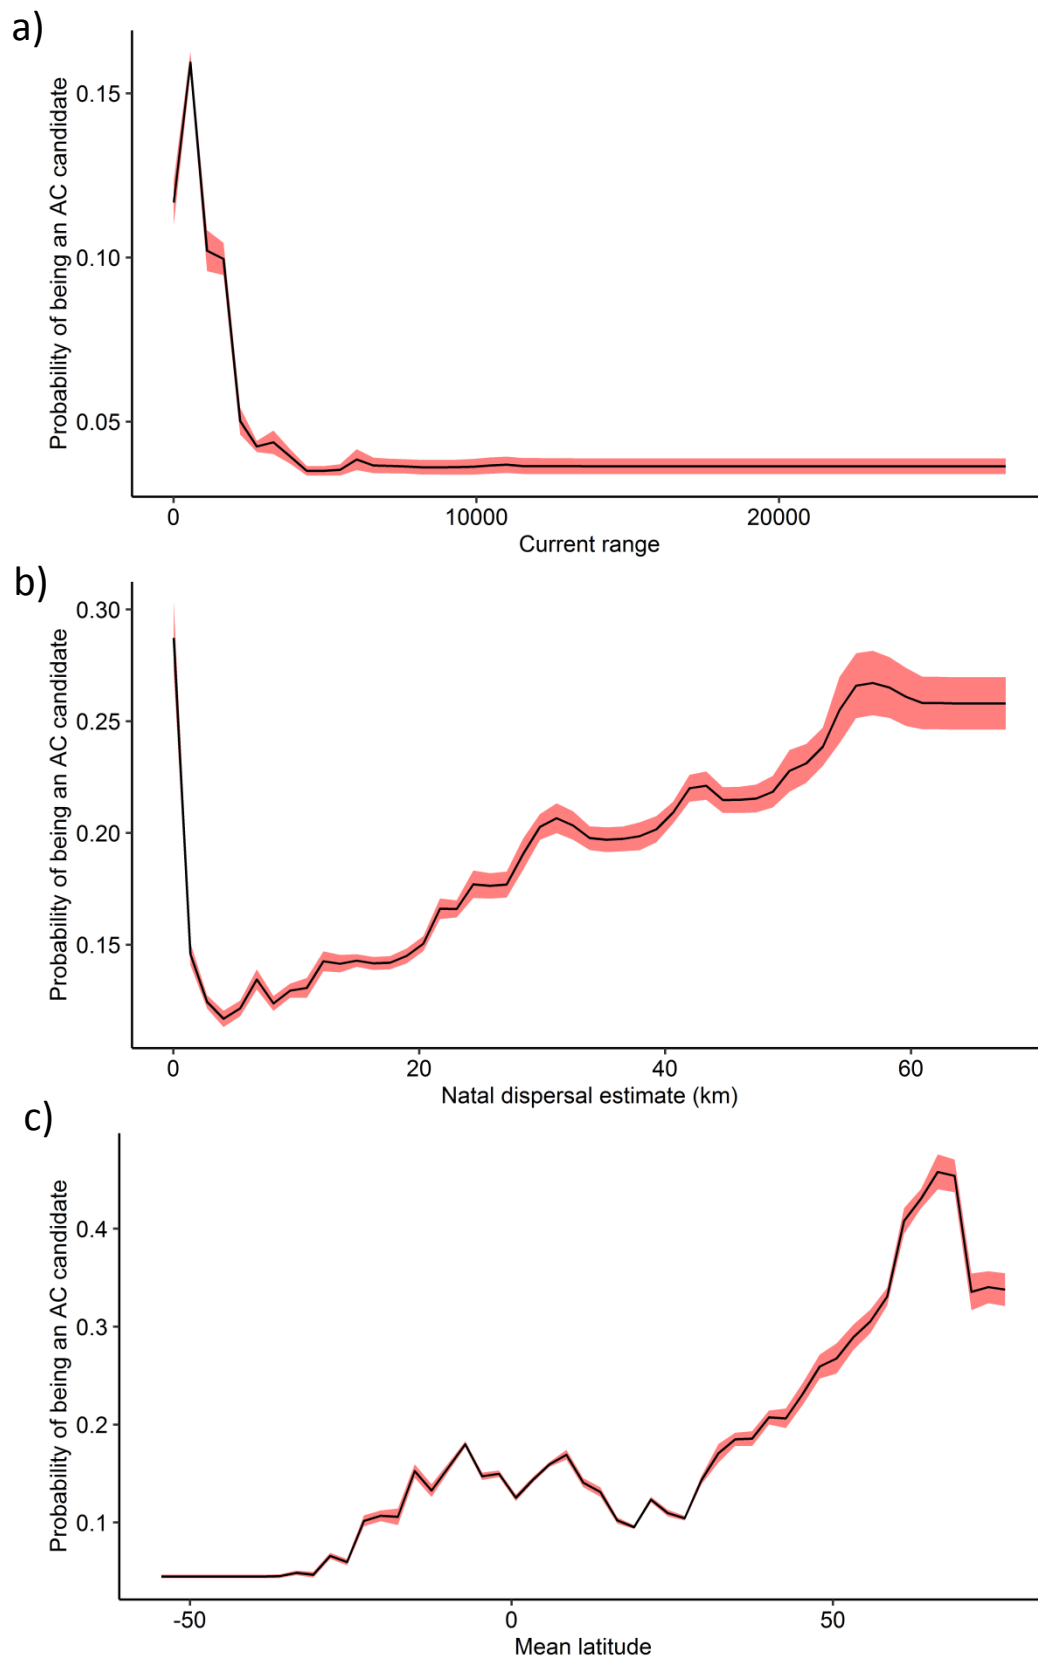 a)
Probability of being an AC candidate
0.15
0.10
0.05
0
10000
20000
Current range
b)
Probability of being an AC candidate
0.30
0.25
0.20
0.15
0
20
40
60
Natal dispersal estimate (km)
c)
Probability of being an AC candidate
0.4
0.3
0.2
0.1
-50
0
50
Mean latitude